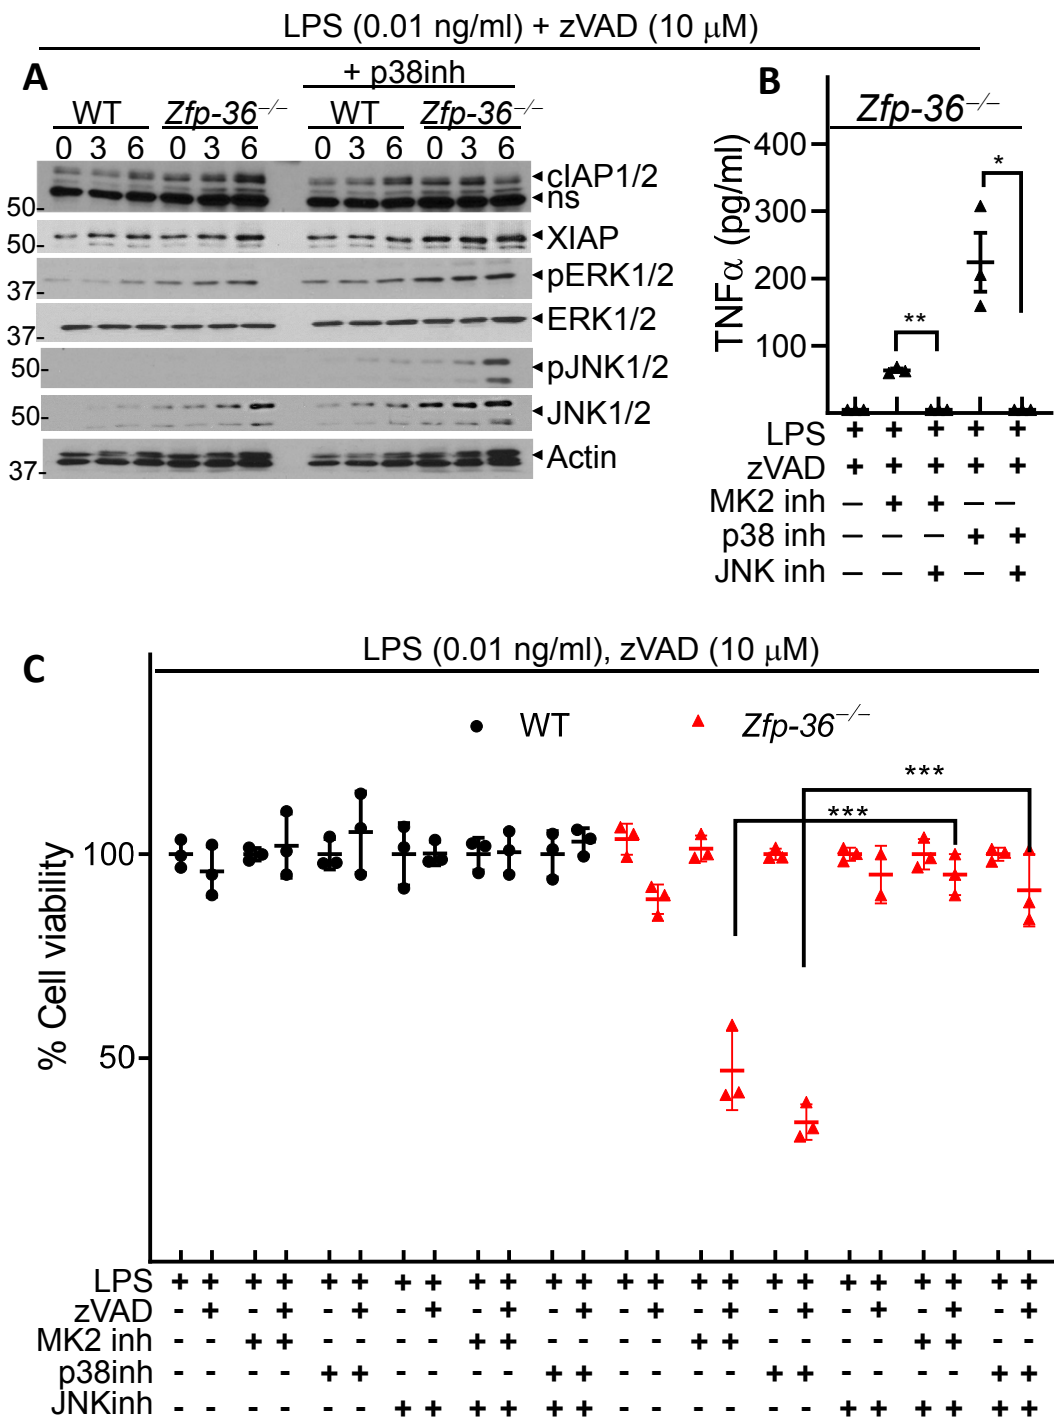 LPS (0.01 ng/ml) + zVAD (10 μM)
A
+ p38inh
WT Zfp-36−/− WT Zfp-36−/−
0 3 6 0 3 6 0 3 6 0 3 6
cIAP1/2
ns
50-
XIAP
50-
pERK1/2
37-
ERK1/2
37-
pJNK1/2
50-
JNK1/2
50-
Actin
37-
B
Zfp-36−/−
TNFα (pg/ml)
400
300
200
100
*
**
LPS + + + + +
zVAD + + + + +
MK2 inh – + + – –
p38 inh – – – + +
JNK inh – – + – +
C
LPS (0.01 ng/ml), zVAD (10 μM)
WT Zfp-36−/−
***
***
% Cell viability
100
50
LPS + + + + + + + + + + + + + + + + + + + + + + + +
zVAD - + - + - + - + - + - + - + - + - + - + - + - +
MK2 inh - - + + - - - - + + - - - - + + - - - - + + - -
p38inh - - - - + + - - - - + + - - - - + + - - - - + +
JNKinh - - - - - - + + + + + + - - - - - - + + + + + +